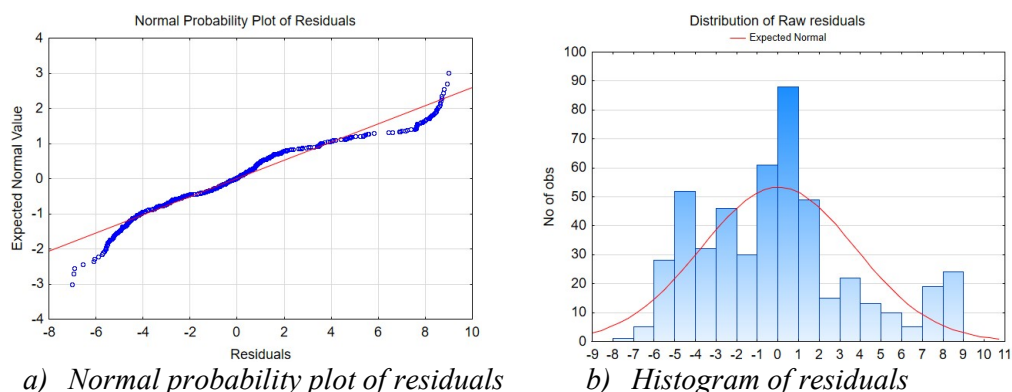 Normal Probability Plot of Residuals
4
3
2
1
0
-1
-2
-3
-4
Expected Normal Value
-8 -6 -4 -2 0 2 4 6 8 10
Residuals
a) Normal probability plot of residuals
Distribution of Raw residuals
Expected Normal
100
90
80
70
60
50
40
30
20
10
0
No of obs
-9 -8 -7 -6 -5 -4 -3 -2 -1 0 1 2 3 4 5 6 7 8 9 10 11
b) Histogram of residuals